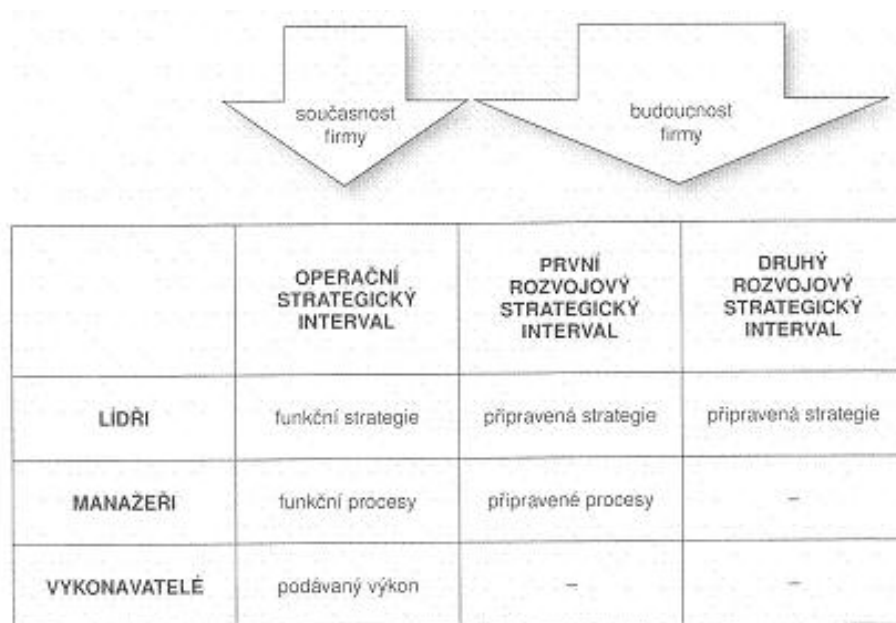 současnost
firmy
budoucnost
firmy
OPERAČNÍ
STRATEGICKÝ
INTERVAL
PRVNÍ
ROZVOJOVÝ
STRATEGICKÝ
INTERVAL
DRUHÝ
ROZVOJOVÝ
STRATEGICKÝ
INTERVAL
LÍDŘI
funkční strategie
připravená strategie
připravená strategie
MANAŽEŘI
funkční procesy
připravené procesy
–
VYKONAVATELÉ
podávaný výkon
–
–